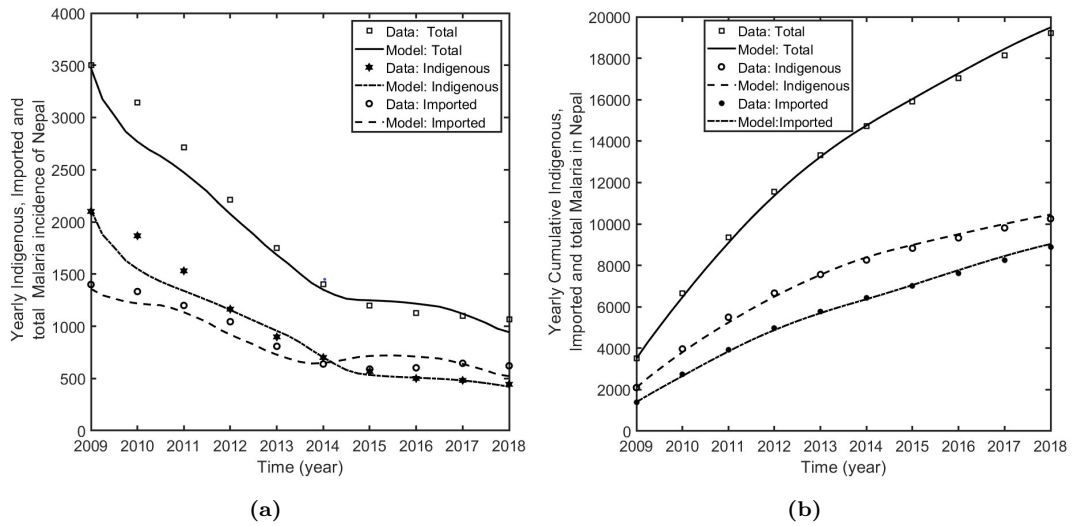 4000
3500
3000
2500
2000
1500
1000
500
0
Yearly Indigenous, Imported and
total Malaria incidence of Nepal
Data: Total
Model: Total
Data: Indigenous
Model: Indigenous
Data: Imported
Model: Imported
2009 2010 2011 2012 2013 2014 2015 2016 2017 2018
Time (year)
(a)
20000
18000
16000
14000
12000
10000
8000
6000
4000
2000
0
Yearly Cumulative Indigenous,
Imported and total Malaria in Nepal
Data: Total
Model: Total
Data: Indigenous
Model: Indigenous
Data: Imported
Model:Imported
2009 2010 2011 2012 2013 2014 2015 2016 2017 2018
Time (year)
(b)